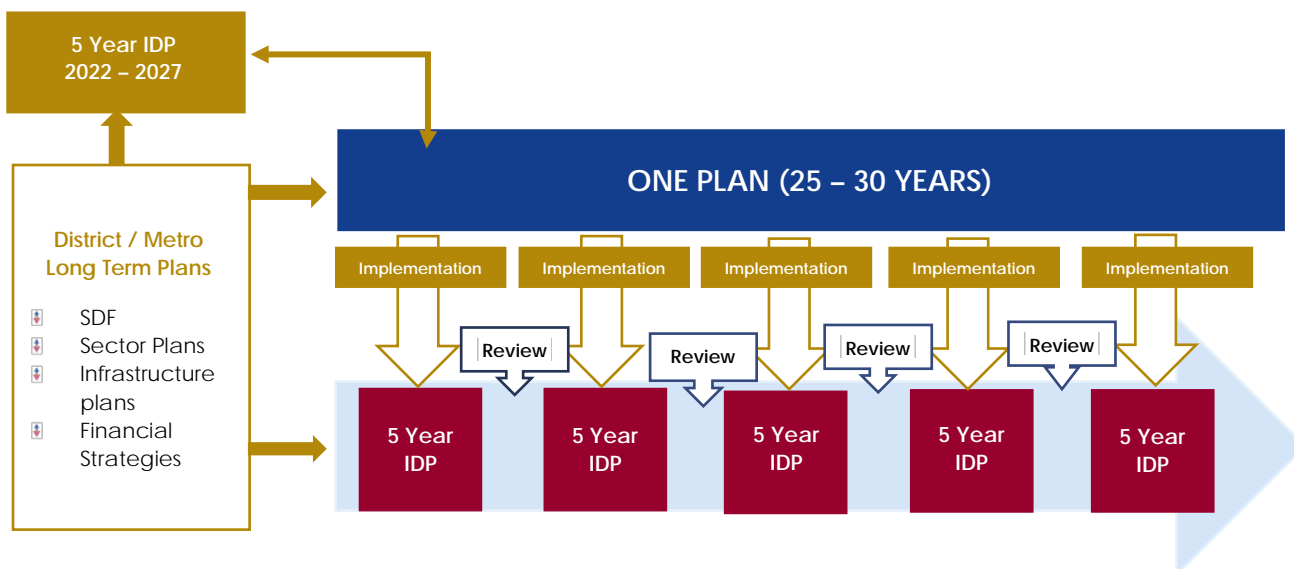 5 Year IDP
2022 – 2027
ONE PLAN (25 – 30 YEARS)
District / Metro
Long Term Plans
SDF
Sector Plans
Infrastructure
plans
Financial
Strategies
Implementation
Implementation
Implementation
Implementation
Implementation
Review
Review
Review
Review
5 Year
IDP
5 Year
IDP
5 Year
IDP
5 Year
IDP
5 Year
IDP